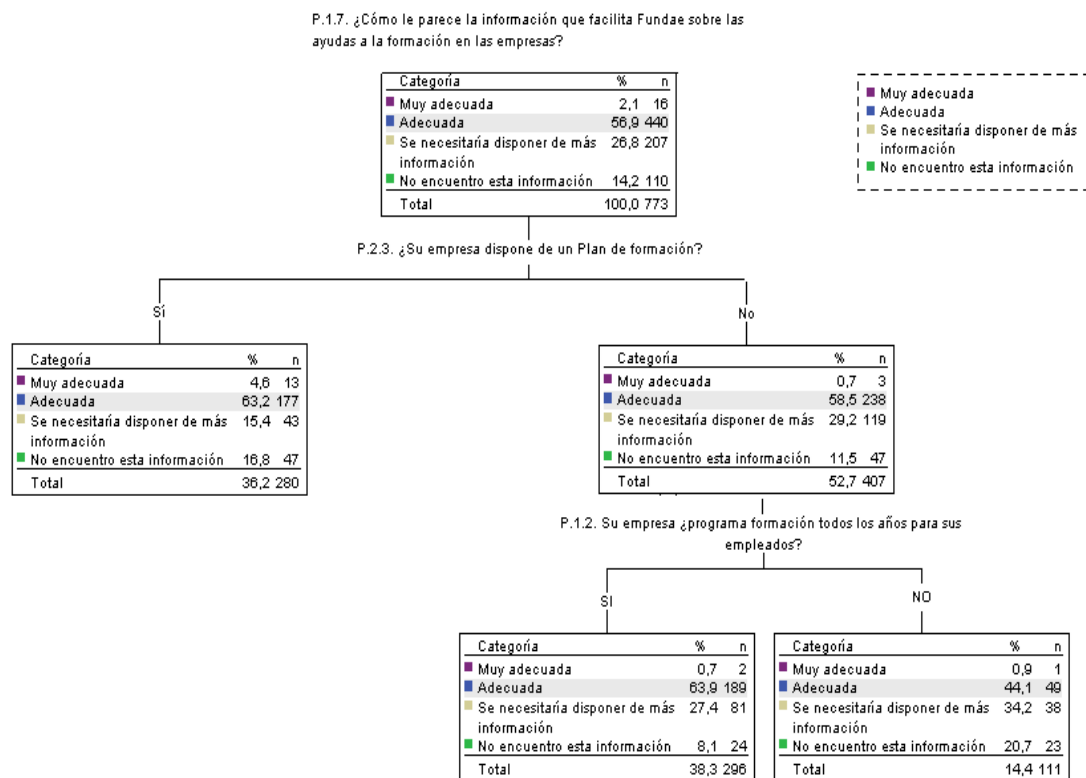 P.1.7. ¿Cómo le parece la información que facilita Fundae sobre las
ayudas a la formación en las empresas?
Categoría % n
Muy adecuada 2,1 16
Adecuada 56,9 440
Se necesitaría disponer de más 26,8 207
información
No encuentro esta información 14,2 110
Total 100,0 773
Muy adecuada
Adecuada
Se necesitaría disponer de más
información
No encuentro esta información
P.2.3. ¿Su empresa dispone de un Plan de formación?
Sí
Categoría % n
Muy adecuada 4,6 13
Adecuada 63,2 177
Se necesitaría disponer de más 15,4 43
información
No encuentro esta información 16,8 47
Total 36,2 280
No
Categoría % n
Muy adecuada 0,7 3
Adecuada 58,5 238
Se necesitaría disponer de más 29,2 119
información
No encuentro esta información 11,5 47
Total 52,7 407
P.1.2. Su empresa ¿programa formación todos los años para sus
empleados?
SI
Categoría % n
Muy adecuada 0,7 2
Adecuada 63,9 189
Se necesitaría disponer de más 27,4 81
información
No encuentro esta información 8,1 24
Total 38,3 296
NO
Categoría % n
Muy adecuada 0,9 1
Adecuada 44,1 49
Se necesitaría disponer de más 34,2 38
información
No encuentro esta información 20,7 23
Total 14,4 111